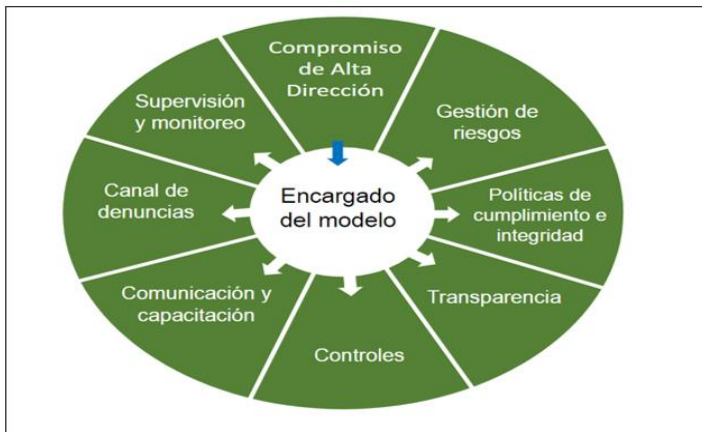 Compromiso
de Alta
Dirección
Gestión de
riesgos
Políticas de
cumplimiento e
integridad
Transparencia
Controles
Comunicación y
capacitación
Canal de
denuncias
Supervisión
y monitoreo
Encargado
del modelo